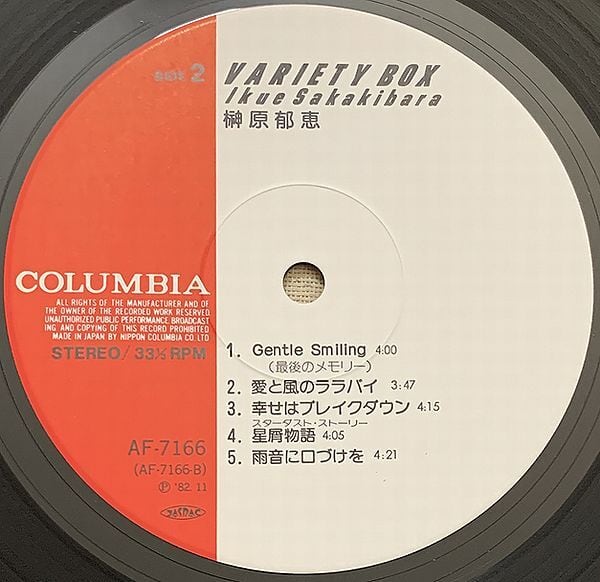 SIDE 2
VARIETY BOX
Ikue Sakakibara
榊原郁恵
COLUMBIA
ALL RIGHTS OF THE MANUFACTURER AND OF
THE OWNER OF THE RECORDED WORK RESERVED
UNAUTHORIZED PUBLIC PERFORMANCE BROADCAST
ING AND COPYING OF THIS RECORD PROHIBITED
MADE IN JAPAN BY NIPPON COLUMBIA CO LTD
STEREO/33⅓RPM
1. Gentle Smiling 4:00
(最後のメモリー)
2. 愛と風のララバイ 3:47
3. 幸せはブレイクダウン 4:15
スターダスト・ストーリー
4. 星屑物語 4:05
5. 雨音に口づけを 4:21
AF-7166
(AF-7166-B)
Ⓟ '82.11
JASRAC